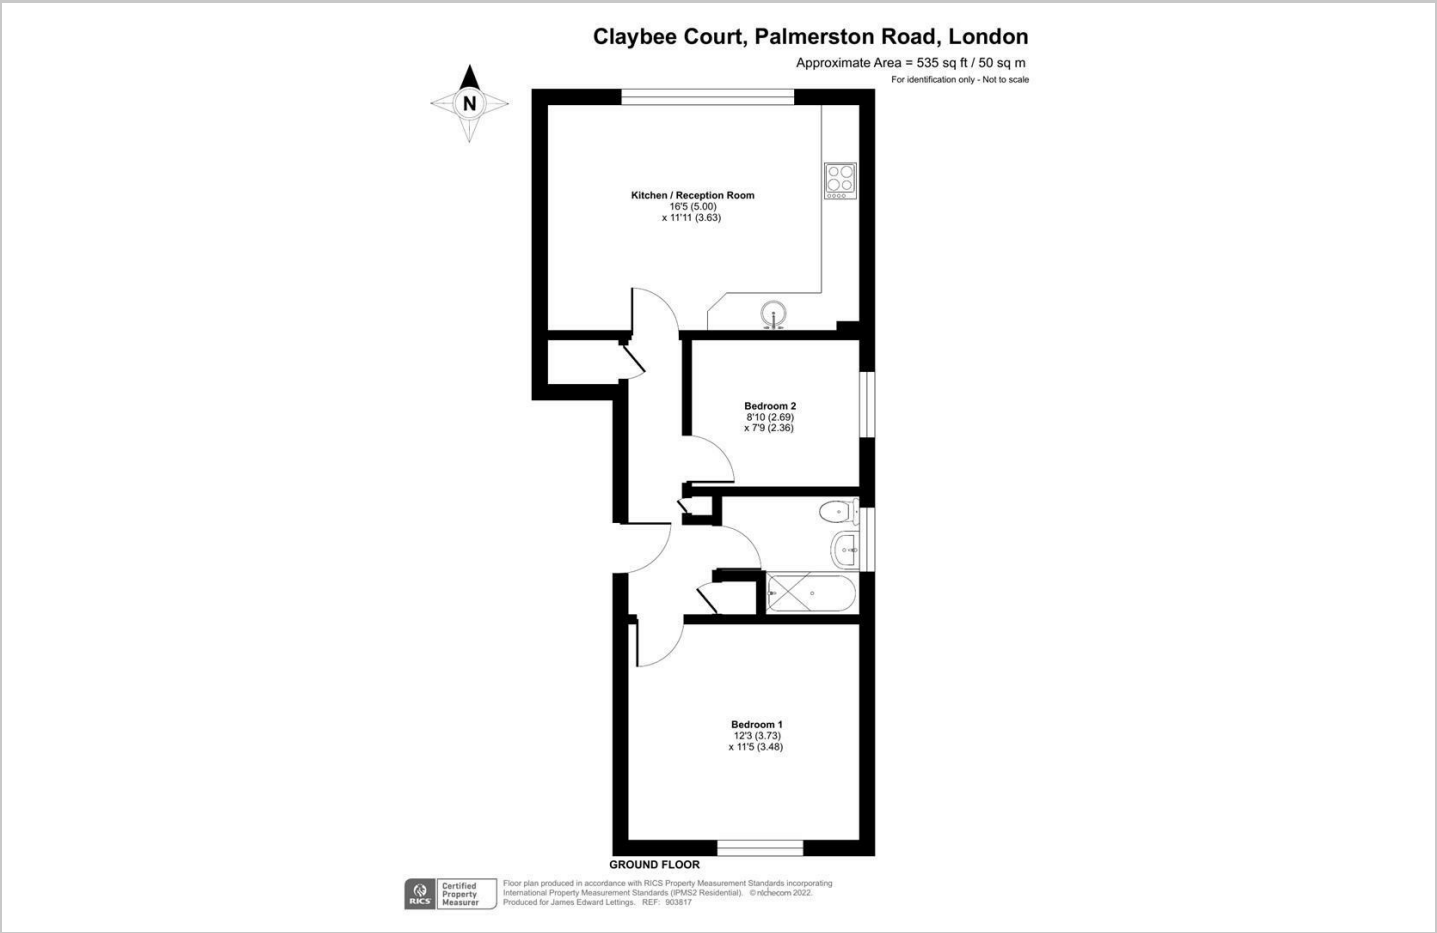 Claybee Court, Palmerston Road, London
Approximate Area = 535 sq ft / 50 sq m
For identification only - Not to scale
N
Kitchen / Reception Room
16'5 (5.00)
x 11'11 (3.63)
Bedroom 2
8'10 (2.69)
x 7'9 (2.36)
Bedroom 1
12'3 (3.73)
x 11'5 (3.48)
GROUND FLOOR
RICS
Certified
Property
Measurer
Floor plan produced in accordance with RICS Property Measurement Standards incorporating
International Property Measurement Standards (IPMS2 Residential). © nichecom 2022.
Produced for James Edward Lettings. REF: 903817